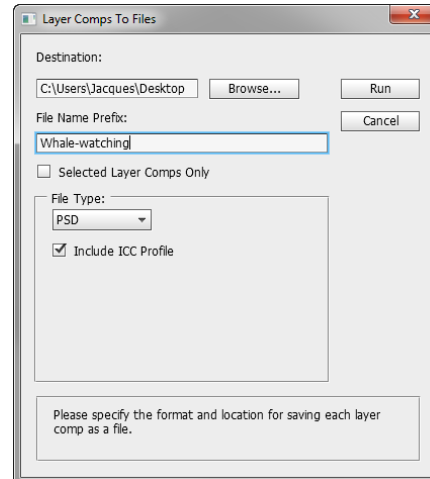 Layer Comps To Files
Destination:
C:\Users\Jacques\Desktop Browse... Run
File Name Prefix:
Cancel
Whale-watching
Selected Layer Comps Only
File Type:
PSD
Include ICC Profile
Please specify the format and location for saving each layer
comp as a file.